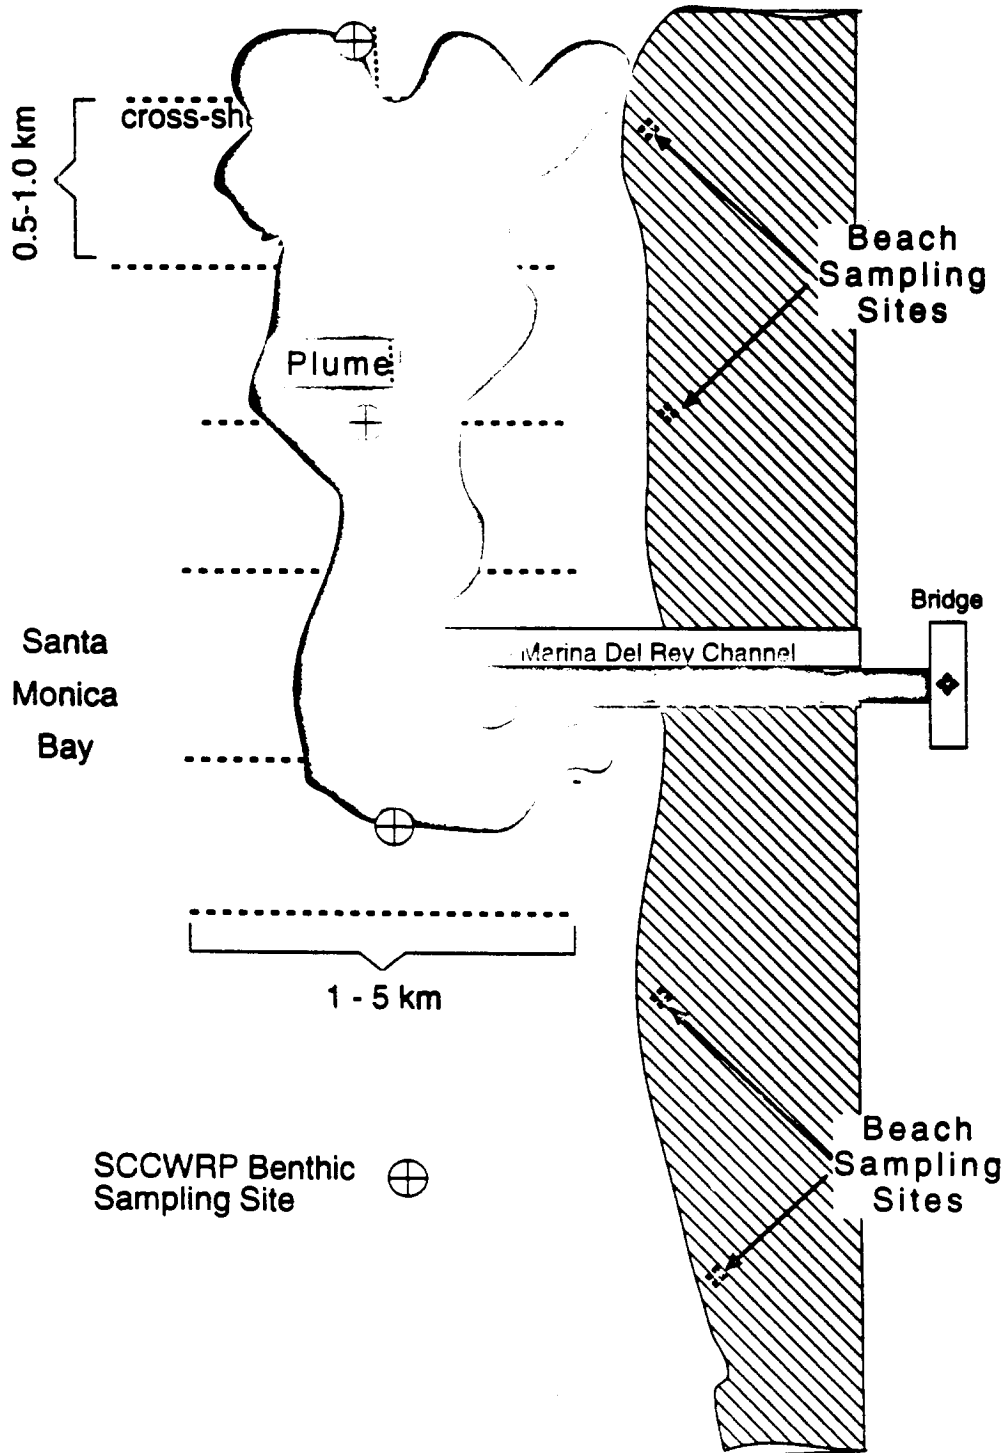 cross-sh
0.5-1.0 km
Beach
Sampling
Sites
Plume
Bridge
Marina Del Rey Channel
Santa
Monica
Bay
1 - 5 km
Beach
Sampling
Sites
SCCWRP Benthic
Sampling Site